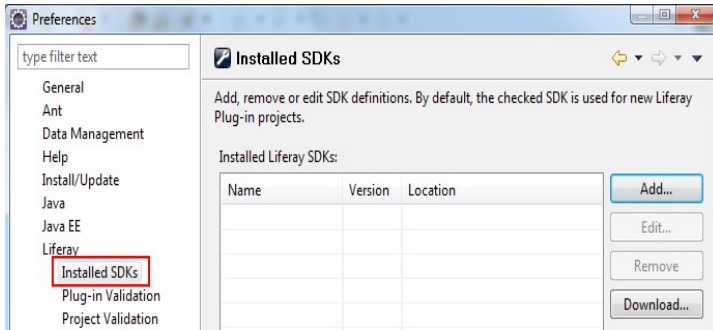 Preferences
type filter text
General
Ant
Data Management
Help
Install/Update
Java
Java EE
Liferay
Installed SDKs
Plug-in Validation
Project Validation
Installed SDKs
Add, remove or edit SDK definitions. By default, the checked SDK is used for new Liferay
Plug-in projects.
Installed Liferay SDKs:
Name Version Location
Add...
Edit...
Remove
Download...